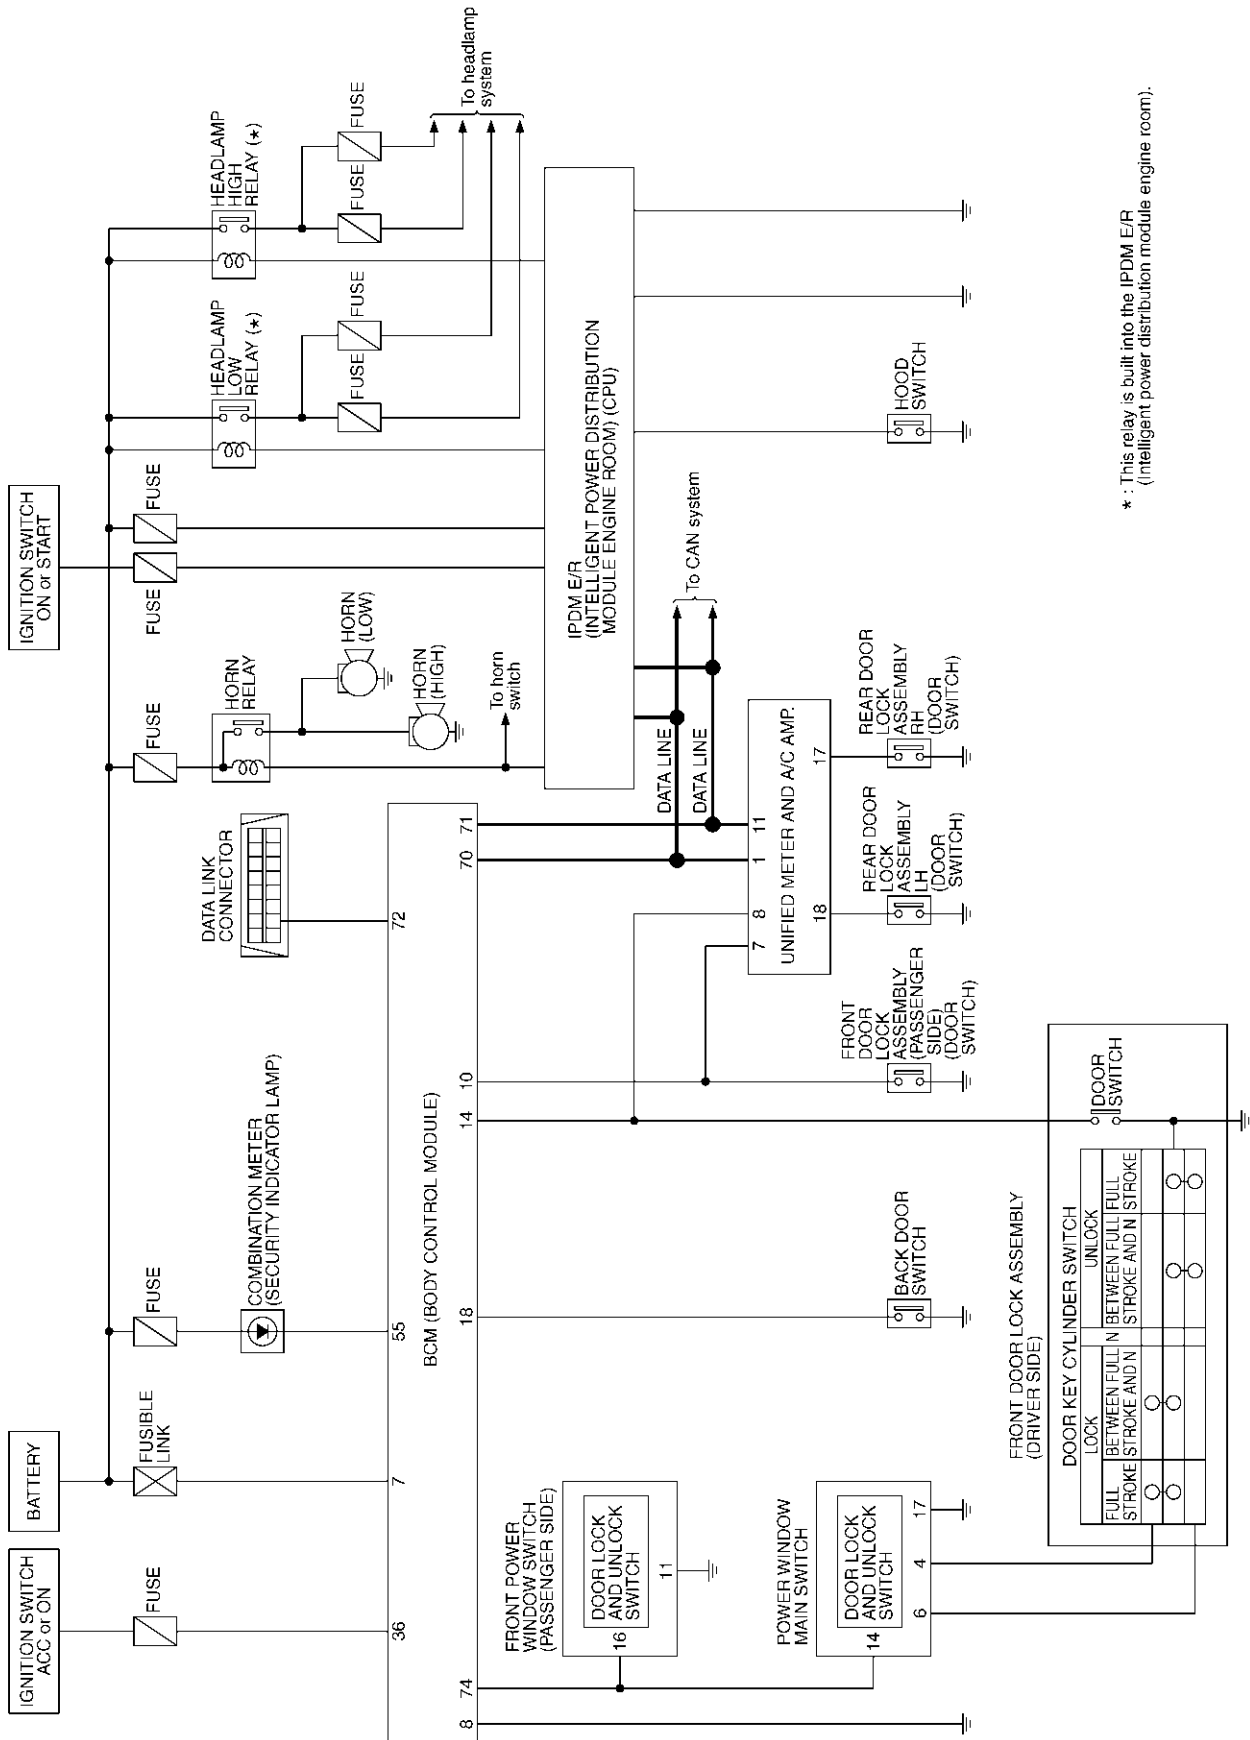 IGNITION SWITCH
ACC or ON
BATTERY
IGNITION SWITCH
ON or START
FUSE
FUSIBLE
LINK
FUSE
FUSE
FUSE
FUSE
COMBINATION METER
(SECURITY INDICATOR LAMP)
DATA LINK
CONNECTOR
HORN
RELAY
HORN
(LOW)
HORN
(HIGH)
To horn
switch
HEADLAMP
LOW
RELAY (*)
HEADLAMP
HIGH
RELAY (*)
FUSE
FUSE
FUSE
FUSE
To headlamp
system
36
7
55
72
BCM (BODY CONTROL MODULE)
8
74
18
14
10
70
71
IPDM E/R
(INTELLIGENT POWER DISTRIBUTION
MODULE ENGINE ROOM) (CPU)
DATA LINE
DATA LINE
To CAN system
FRONT POWER
WINDOW SWITCH
(PASSENGER SIDE)
16
DOOR LOCK
AND UNLOCK
SWITCH
11
POWER WINDOW
MAIN SWITCH
14
DOOR LOCK
AND UNLOCK
SWITCH
6
4
17
BACK DOOR
SWITCH
7
8
1
11
UNIFIED METER AND A/C AMP.
18
17
FRONT
DOOR
LOCK
ASSEMBLY
(PASSENGER
SIDE)
(DOOR
SWITCH)
REAR DOOR
LOCK
ASSEMBLY
LH
(DOOR
SWITCH)
REAR DOOR
LOCK
ASSEMBLY
RH
(DOOR
SWITCH)
HOOD
SWITCH
FRONT DOOR LOCK ASSEMBLY
(DRIVER SIDE)
DOOR KEY CYLINDER SWITCH
LOCK
UNLOCK
FULL
STROKE
BETWEEN FULL
STROKE AND N
N
BETWEEN FULL
STROKE AND N
FULL
STROKE
DOOR
SWITCH
* : This relay is built into the IPDM E/R
(Intelligent power distribution module engine room).